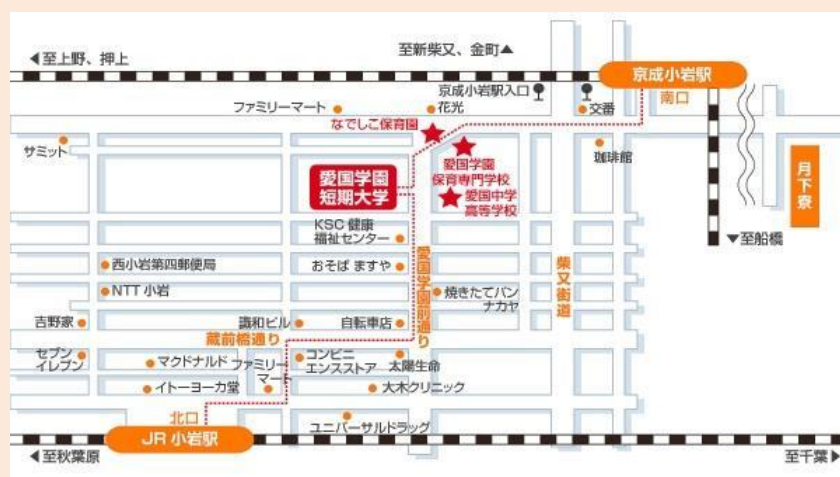 ◀至上野、押上
至新柴又、金町▲
京成小岩駅
京成小岩駅入口
南口
ファミリーマート
花光
交番
なでしこ保育園
サミット
珈琲館
愛国学園
保育専門学校
愛国学園
短期大学
愛国中学
高等学校
月下寮
KSC 健康
福祉センター
▼至船橋
西小岩第四郵便局
おそば ますや
愛国学園前通り
柴又街道
NTT 小岩
焼きたてパン
ナカヤ
吉野家
識和ビル
自転車店
蔵前橋通り
セブン
イレブン
マクドナルド
ファミリー
マート
コンビニ
エンスストア
太陽生命
イトーヨーカ堂
大木クリニック
北口
ユニバーサルドラッグ
JR 小岩駅
◀至秋葉原
至千葉▶